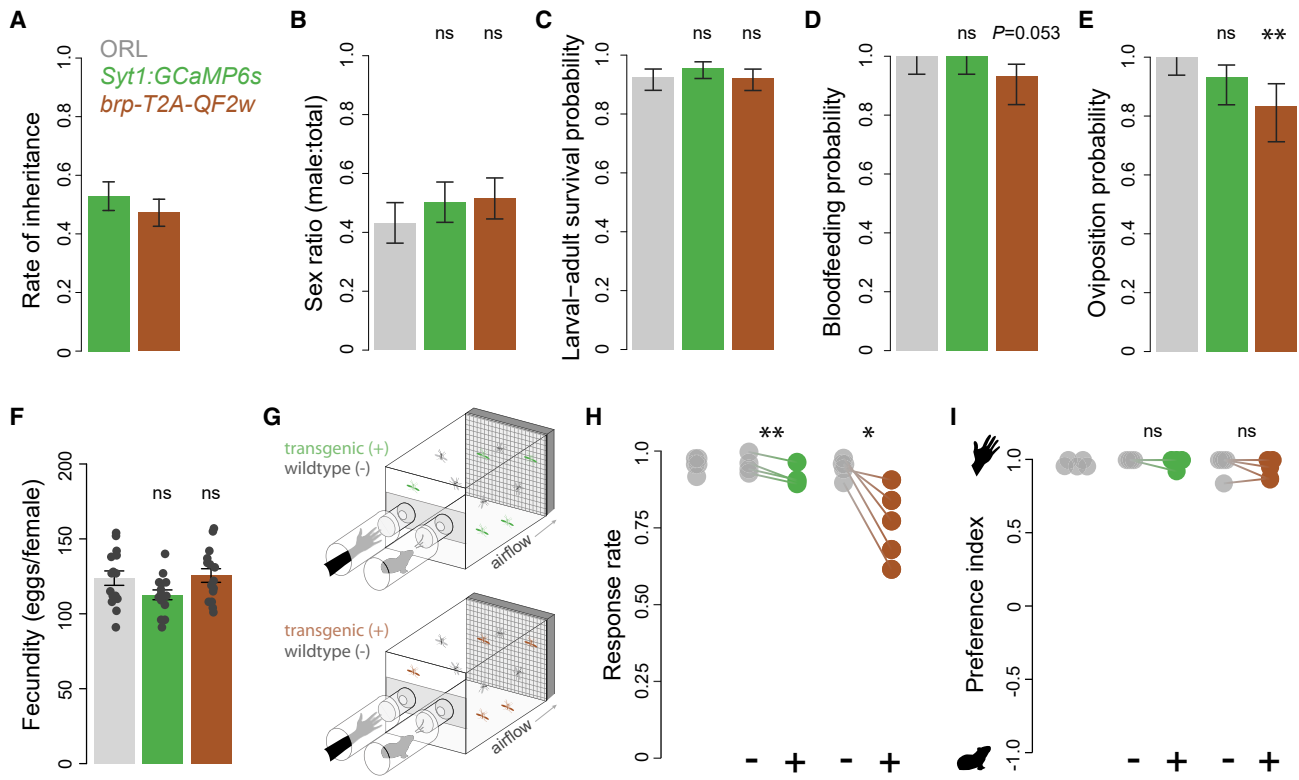 A
ORL
Syt1:GCaMP6s
brp-T2A-QF2w
Rate of inheritance
0
0.2
0.4
0.6
0.8
1.0
B
ns ns
Sex ratio (male:total)
0
0.2
0.4
0.6
0.8
1.0
C
ns ns
Larval–adult survival probability
0
0.2
0.4
0.6
0.8
1.0
D
ns P=0.053
Bloodfeeding probability
0
0.2
0.4
0.6
0.8
1.0
E
ns **
Oviposition probability
0
0.2
0.4
0.6
0.8
1.0
F
ns ns
Fecundity (eggs/female)
0
50
100
150
200
G
transgenic (+)
wildtype (-)
airflow
transgenic (+)
wildtype (-)
airflow
H
** *
Response rate
1.0
0.75
0.50
0.25
0
- + - +
I
ns ns
Preference index
1.0
0.5
0
-0.5
-1.0
- + - +